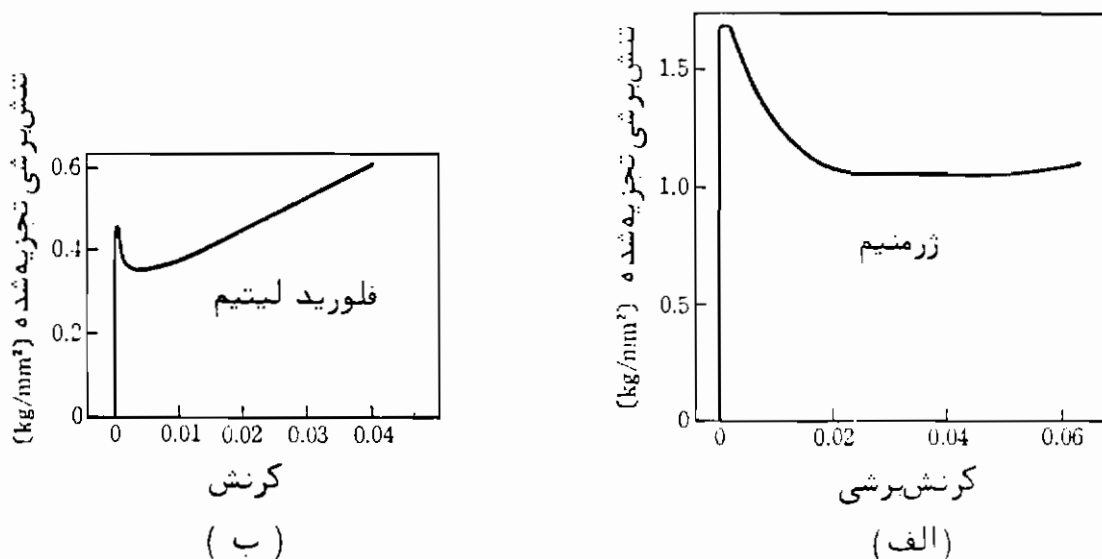 تنش‌برشی تجزیه‌شده (kg/mm²)
1.5
1.0
0.5
0
ژرمنیم
0 0.02 0.04 0.06
کرنش‌برشی
(الف)
تنش‌برشی تجزیه‌شده (kg/mm²)
0.6
0.4
0.2
0
فلورید لیتیم
0 0.01 0.02 0.03 0.04
کرنش
(ب)